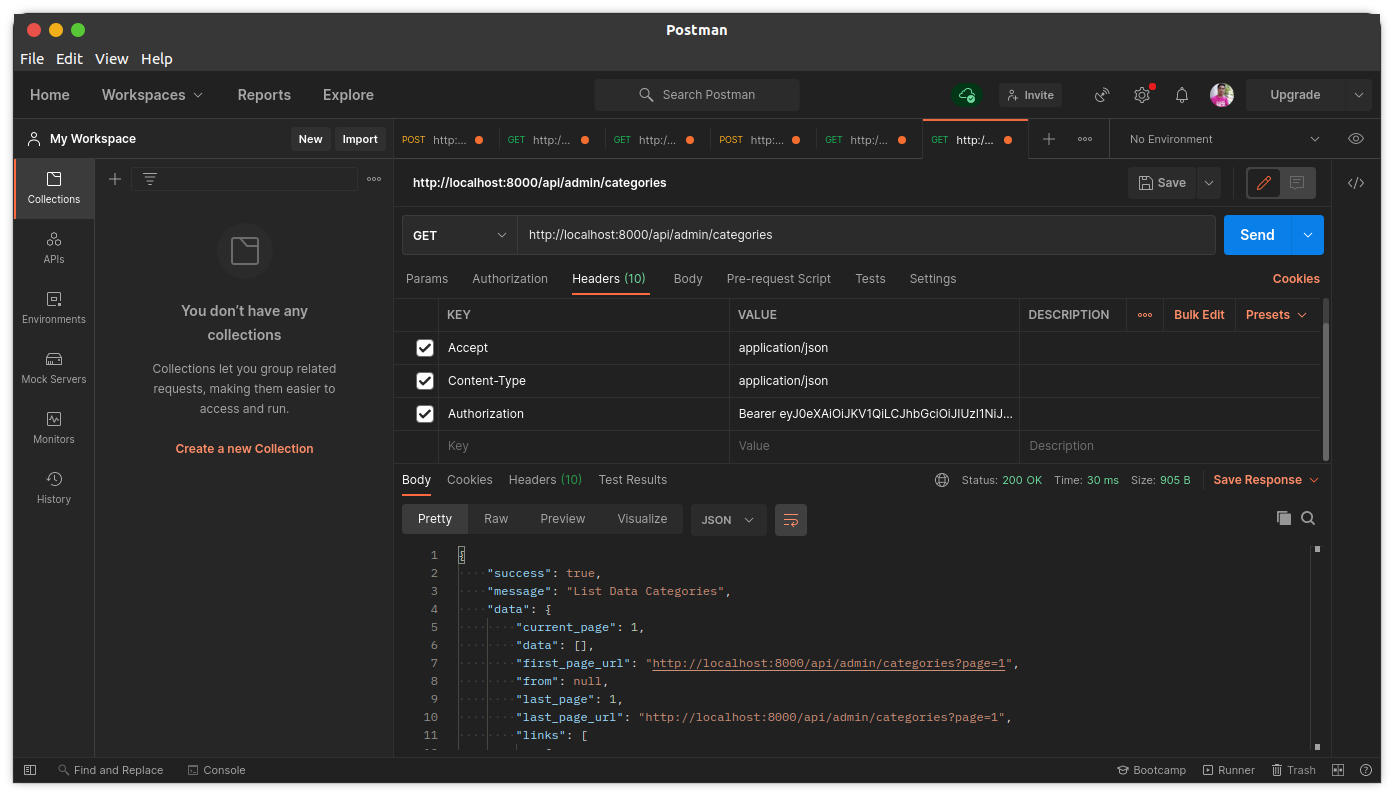 Postman
File Edit View Help
Home Workspaces Reports Explore Search Postman Invite Upgrade
My Workspace New Import POST http:... GET http:/... GET http:/... POST http:... GET http:/... GET http:/... No Environment
Collections
APIs
Environments
Mock Servers
Monitors
History
You don't have any
collections
Collections let you group related
requests, making them easier to
access and run.
Create a new Collection
http://localhost:8000/api/admin/categories Save
GET http://localhost:8000/api/admin/categories Send
Params Authorization Headers (10) Body Pre-request Script Tests Settings Cookies
KEY VALUE DESCRIPTION Bulk Edit Presets
Accept application/json
Content-Type application/json
Authorization Bearer eyJ0eXAiOiJKV1QiLCJhbGciOiJIUzI1NiJ...
Key Value Description
Body Cookies Headers (10) Test Results Status: 200 OK Time: 30 ms Size: 905 B Save Response
Pretty Raw Preview Visualize JSON
1 {
2 "success": true,
3 "message": "List Data Categories",
4 "data": {
5 "current_page": 1,
6 "data": [],
7 "first_page_url": "http://localhost:8000/api/admin/categories?page=1",
8 "from": null,
9 "last_page": 1,
10 "last_page_url": "http://localhost:8000/api/admin/categories?page=1",
11 "links": [
Find and Replace Console Bootcamp Runner Trash